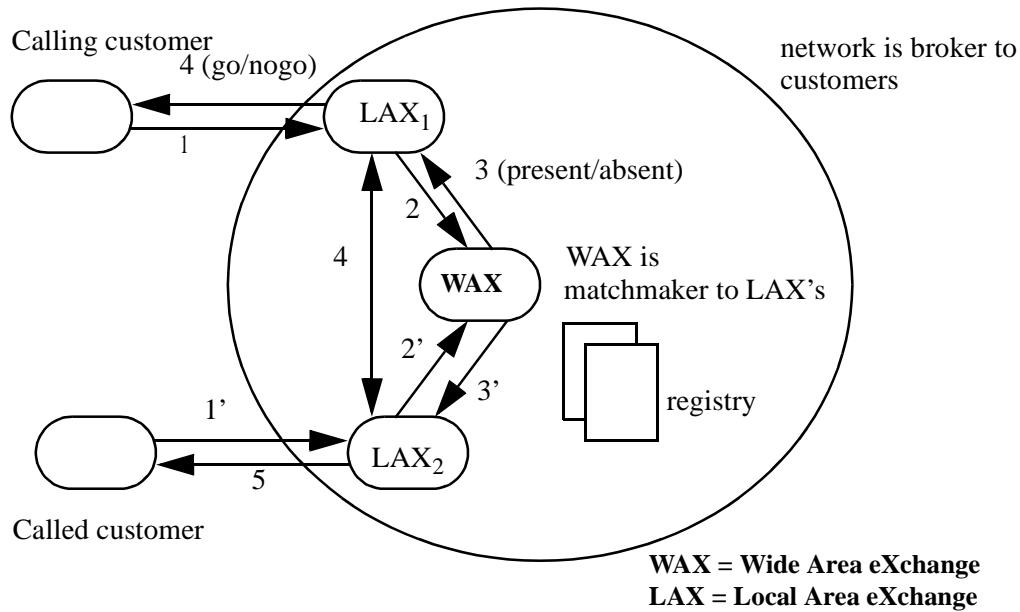 Calling customer
4 (go/nogo)
network is broker to
customers
LAX1
1
3 (present/absent)
2
4
WAX
WAX is
matchmaker to LAX’s
2’
3’
registry
1’
LAX2
5
Called customer
WAX = Wide Area eXchange
LAX = Local Area eXchange